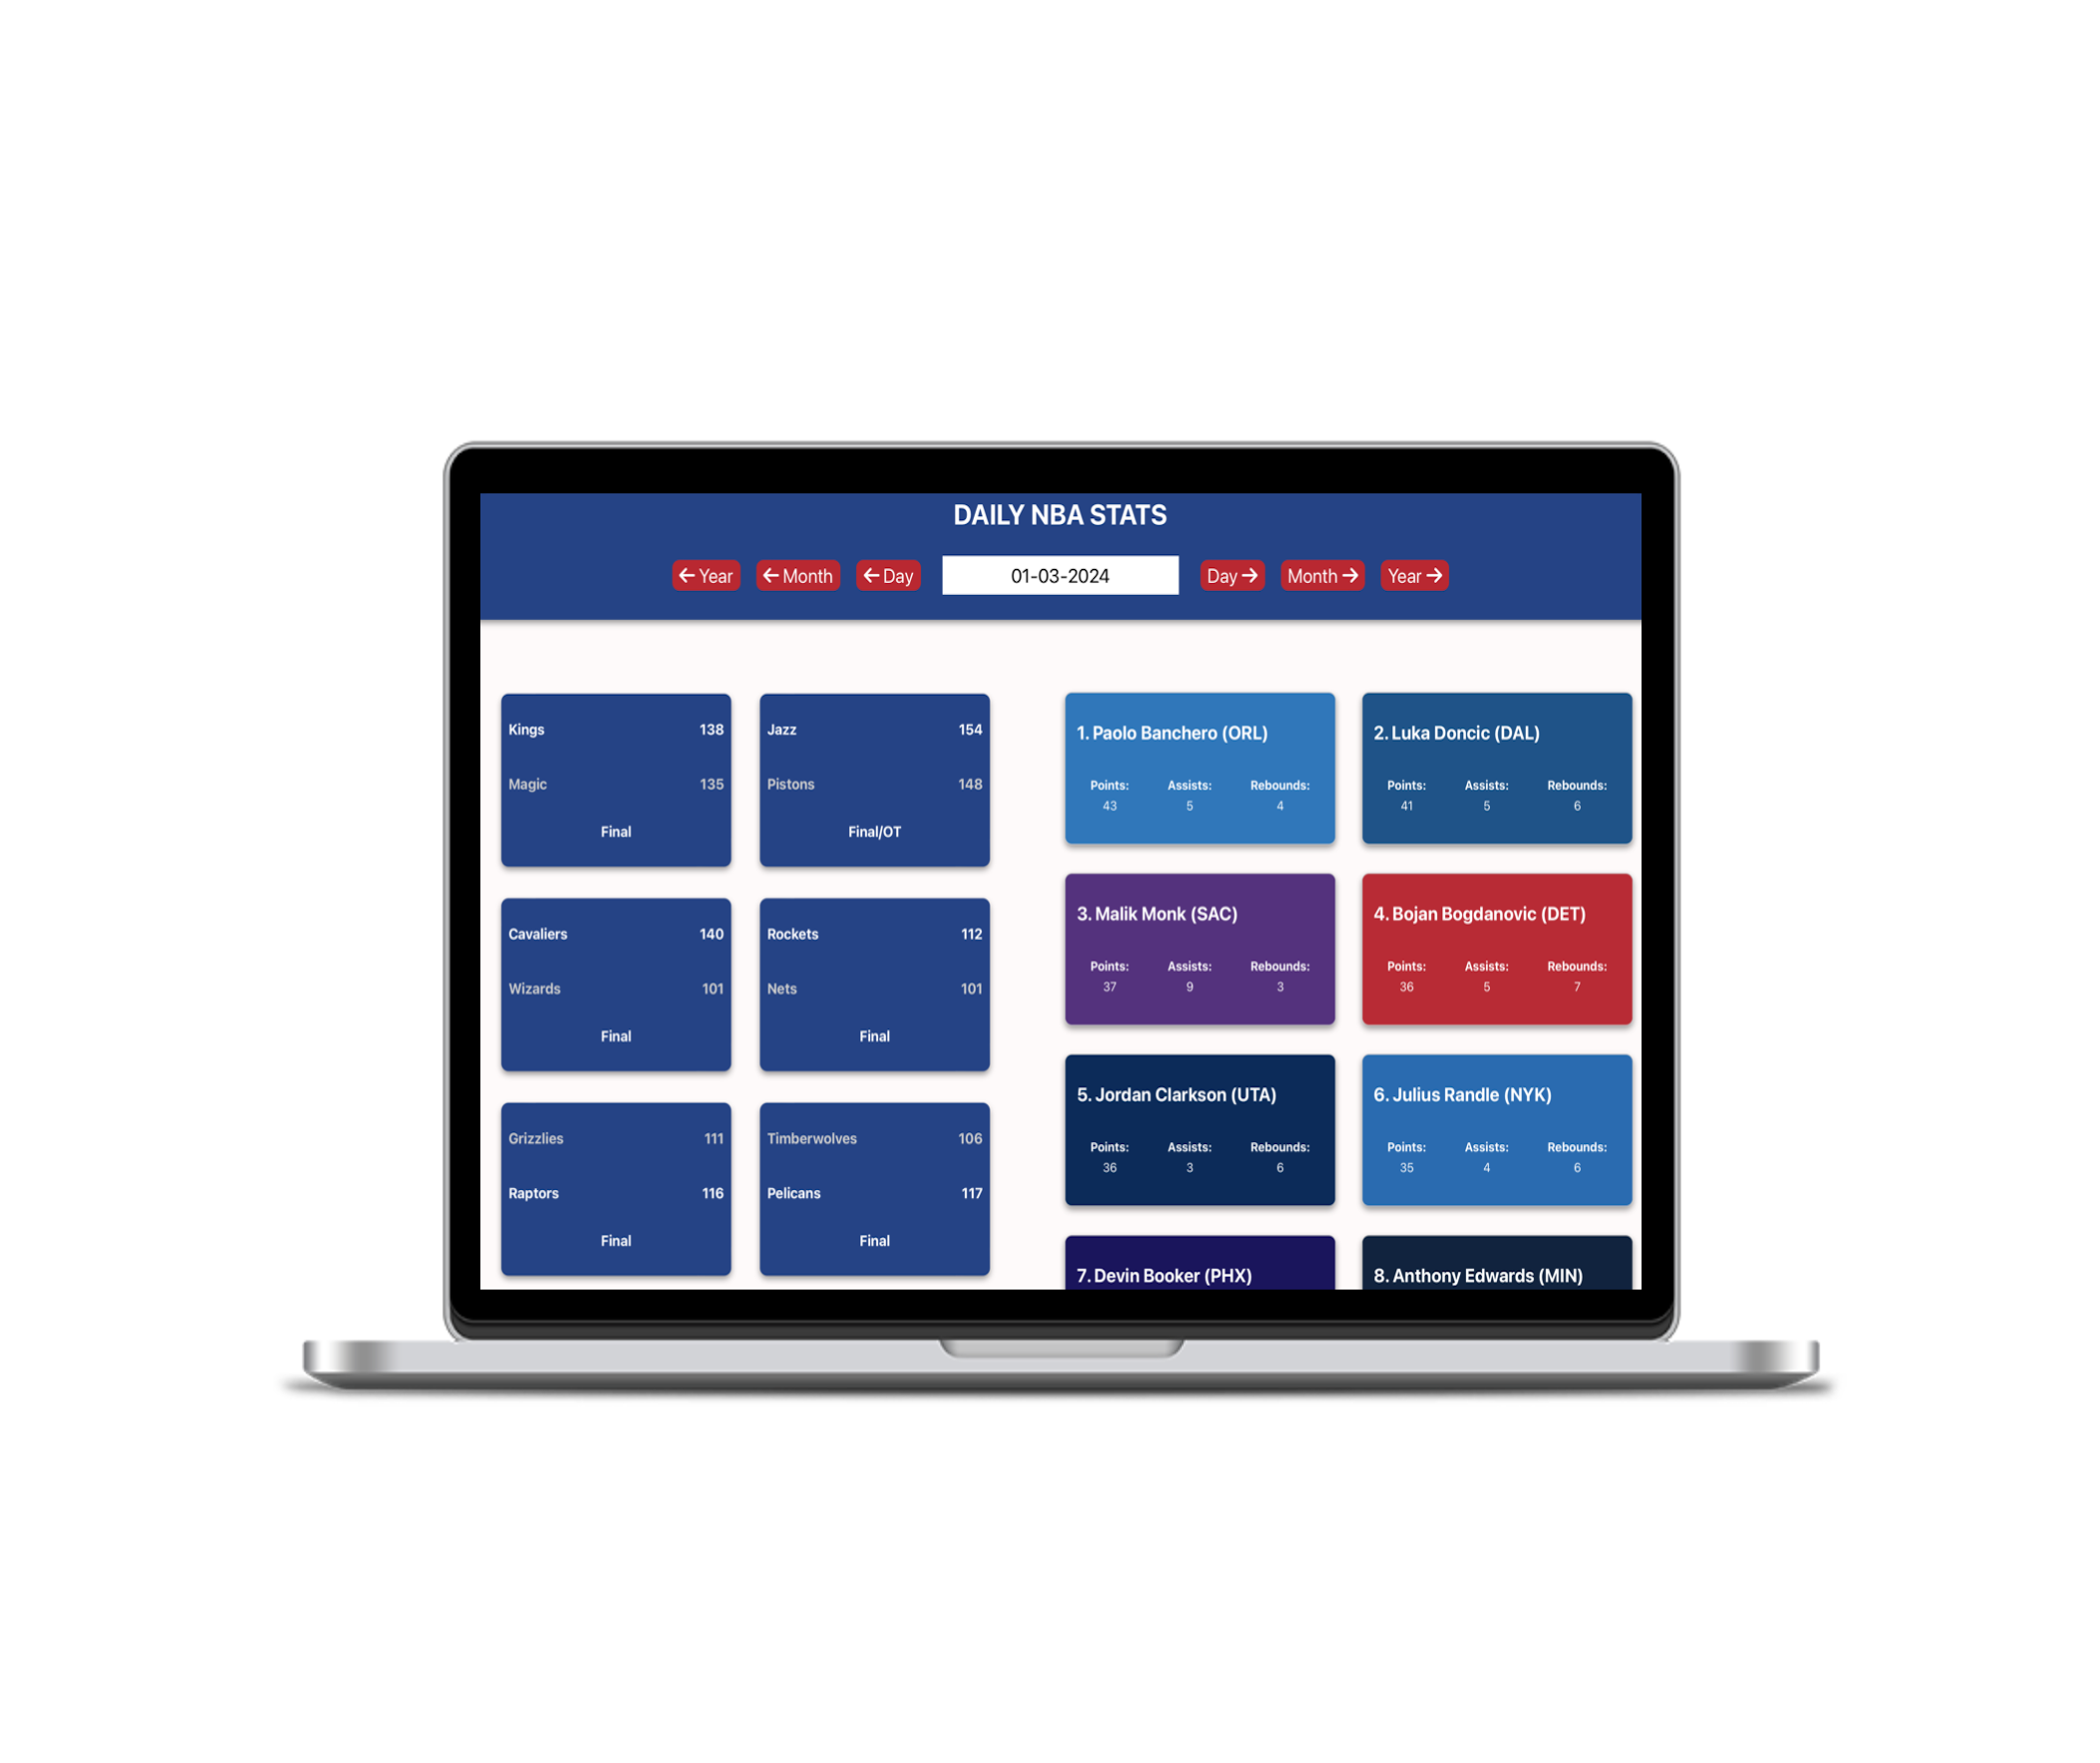 DAILY NBA STATS
← Year ← Month ← Day 01-03-2024 Day → Month → Year →
Kings 138
Magic 135
Final
Jazz 154
Pistons 148
Final/OT
Cavaliers 140
Wizards 101
Final
Rockets 112
Nets 101
Final
Grizzlies 111
Raptors 116
Final
Timberwolves 106
Pelicans 117
Final
1. Paolo Banchero (ORL)
Points: Assists: Rebounds:
43 5 4
2. Luka Doncic (DAL)
Points: Assists: Rebounds:
41 5 6
3. Malik Monk (SAC)
Points: Assists: Rebounds:
37 9 3
4. Bojan Bogdanovic (DET)
Points: Assists: Rebounds:
36 5 7
5. Jordan Clarkson (UTA)
Points: Assists: Rebounds:
36 3 6
6. Julius Randle (NYK)
Points: Assists: Rebounds:
35 4 6
7. Devin Booker (PHX)
8. Anthony Edwards (MIN)